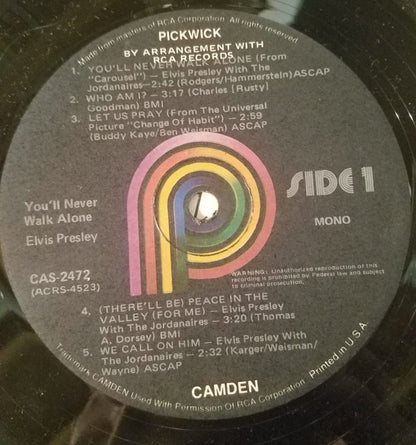 Made from masters of RCA Corporation. All rights reserved.
PICKWICK
BY ARRANGEMENT WITH
RCA RECORDS
1. YOU'LL NEVER WALK ALONE (From
"Carousel") — Elvis Presley With The
Jordanaires—2:42 (Rodgers/Hammerstein)ASCAP
2. WHO AM I? — 3:17 (Charles [Rusty]
Goodman) BMI
3. LET US PRAY (From The Universal
Picture "Change Of Habit") — 2:59
(Buddy Kaye/Ben Weisman) ASCAP
You'll Never
Walk Alone
Elvis Presley
SIDE 1
MONO
CAS-2472
(ACRS-4523)
WARNING: Unauthorized reproduction of this
recording is prohibited by Federal law and subject
to criminal prosecution.
4. (THERE'LL BE) PEACE IN THE
VALLEY (FOR ME) — Elvis Presley
With The Jordanaires — 3:20 (Thomas
A. Dorsey) BMI
5. WE CALL ON HIM — Elvis Presley With
The Jordanaires — 2:32 (Karger/Weisman/
Wayne) ASCAP
CAMDEN
Trademark CAMDEN Used With Permission Of RCA Corporation. Printed in U.S.A.